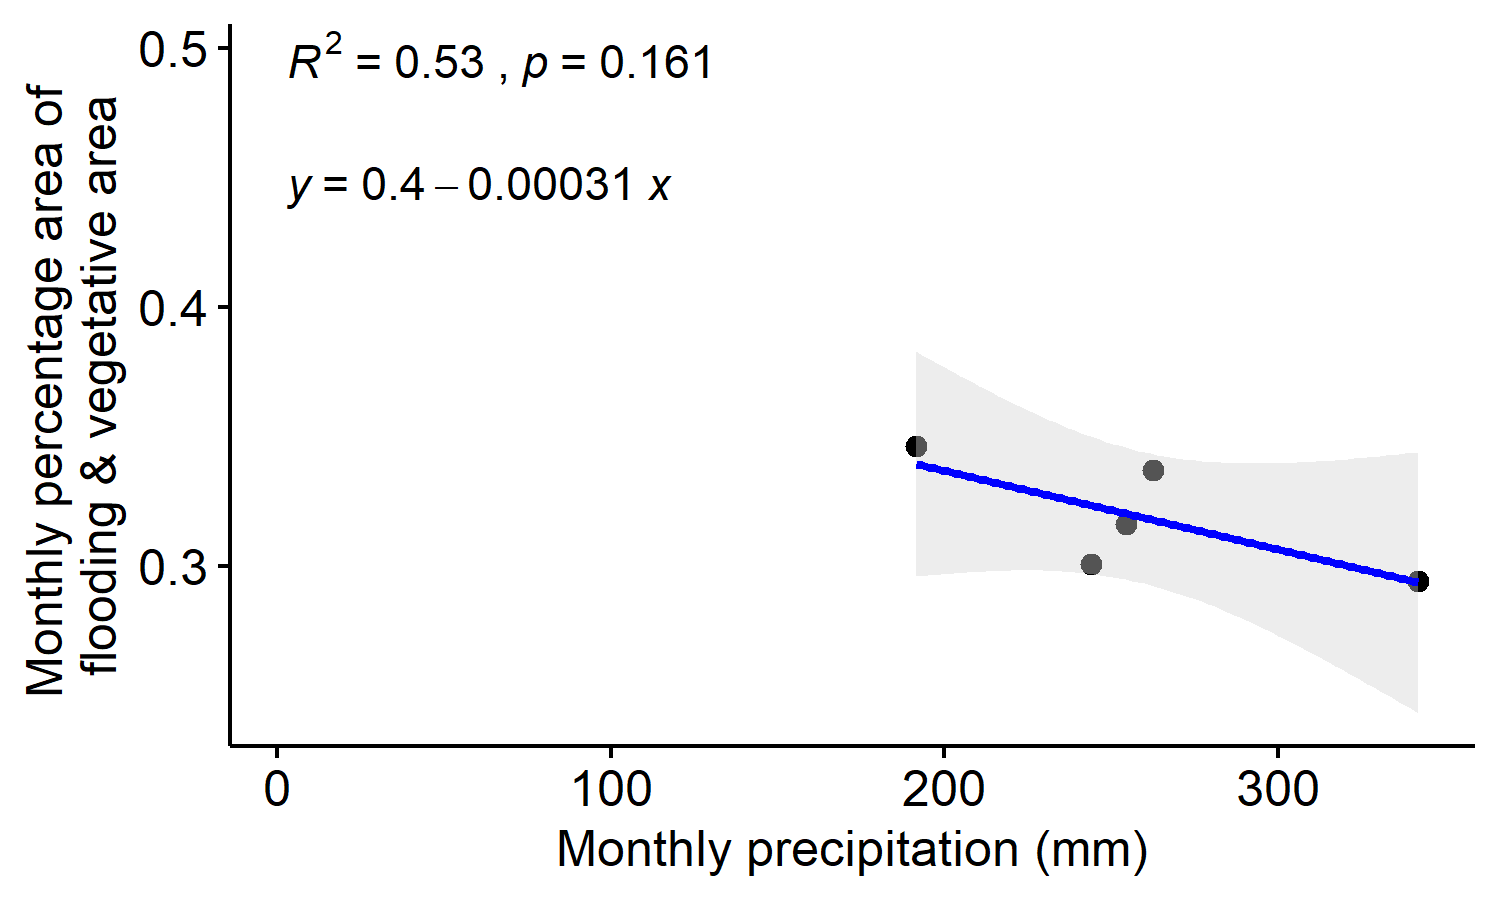 R² = 0.53 , p = 0.161
y = 0.4 – 0.00031 x
Monthly percentage area of
flooding & vegetative area
0.5
0.4
0.3
0
100
200
300
Monthly precipitation (mm)